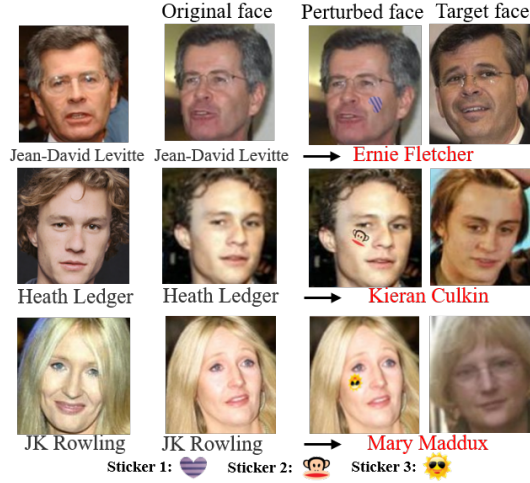 Original face Perturbed face Target face
Jean-David Levitte Jean-David Levitte Ernie Fletcher
Heath Ledger Heath Ledger Kieran Culkin
JK Rowling JK Rowling Mary Maddux
Sticker 1: Sticker 2: Sticker 3: